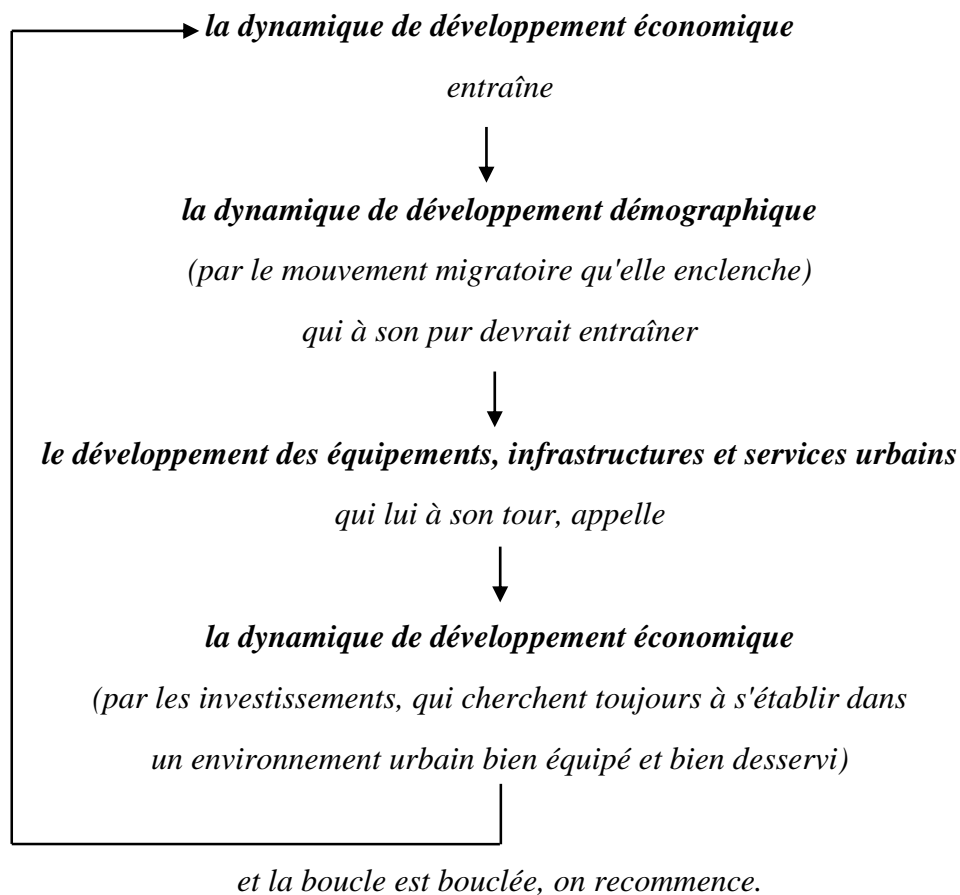 la dynamique de développement économique
entraîne
la dynamique de développement démographique
(par le mouvement migratoire qu'elle enclenche)
qui à son pur devrait entraîner
le développement des équipements, infrastructures et services urbains
qui lui à son tour, appelle
la dynamique de développement économique
(par les investissements, qui cherchent toujours à s'établir dans
un environnement urbain bien équipé et bien desservi)
et la boucle est bouclée, on recommence.